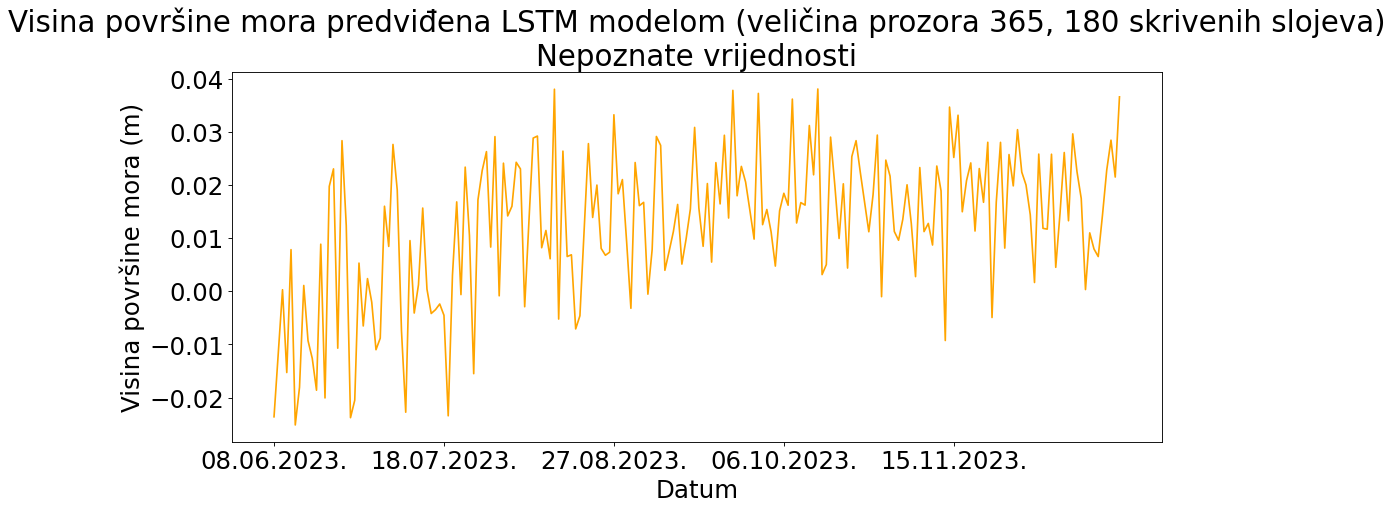 Visina površine mora predviđena LSTM modelom (veličina prozora 365, 180 skrivenih slojeva)
Nepoznate vrijednosti
Visina površine mora (m)
0.04
0.03
0.02
0.01
0.00
−0.01
−0.02
08.06.2023. 18.07.2023. 27.08.2023. 06.10.2023. 15.11.2023.
Datum